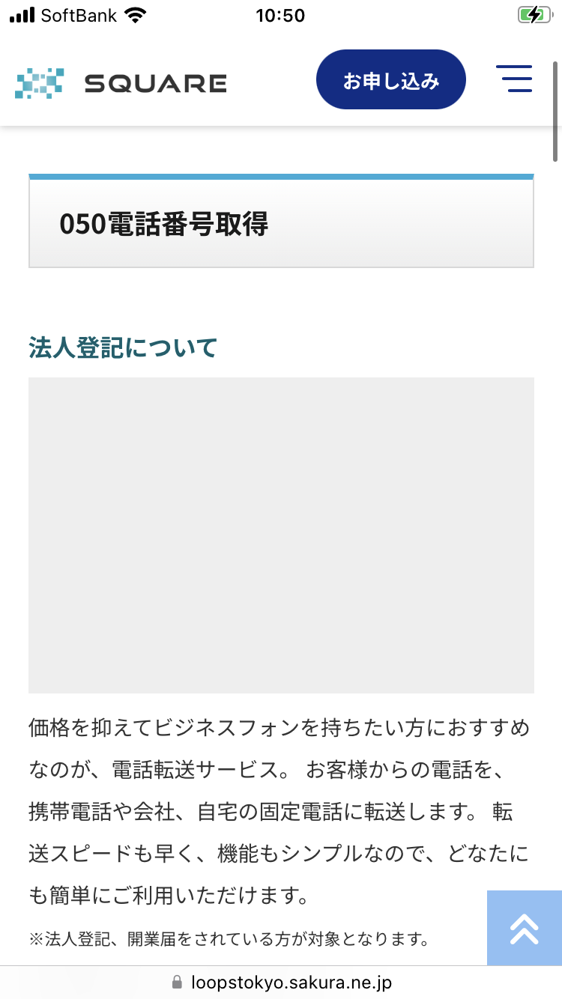 SoftBank 10:50
SQUARE お申し込み
050電話番号取得
法人登記について
価格を抑えてビジネスフォンを持ちたい方におすすめ
なのが、電話転送サービス。 お客様からの電話を、
携帯電話や会社、自宅の固定電話に転送します。 転
送スピードも早く、機能もシンプルなので、どなたに
も簡単にご利用いただけます。
※法人登記、開業届をされている方が対象となります。
loopstokyo.sakura.ne.jp